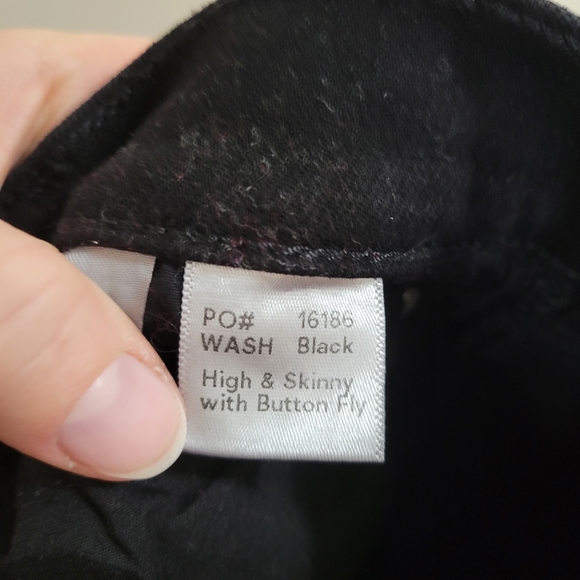 PO# 16186
WASH Black
High & Skinny
with Button Fly